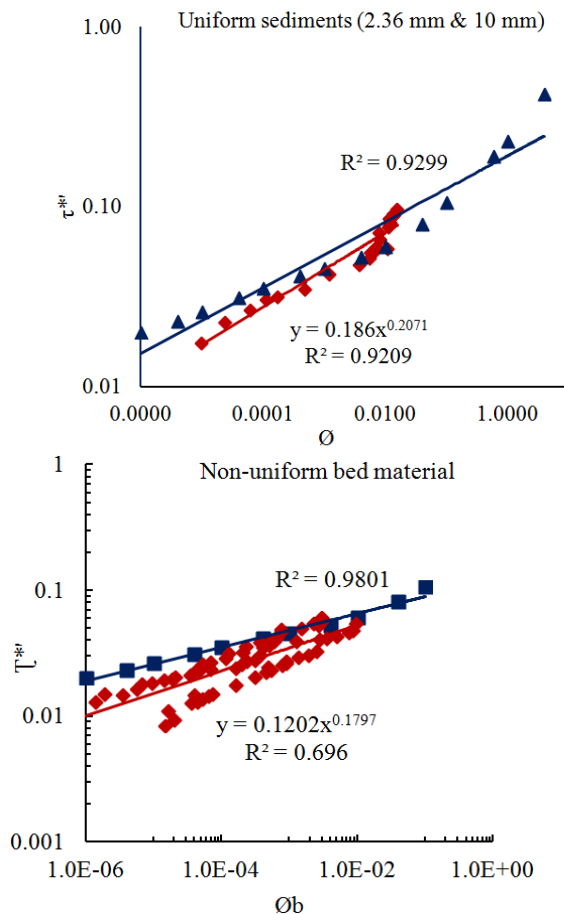 Uniform sediments (2.36 mm & 10 mm)
1.00
R² = 0.9299
0.10
τ*'
y = 0.186x^0.2071
R² = 0.9209
0.01
0.0000 0.0001 0.0100 1.0000
Ø
Non-uniform bed material
1
R² = 0.9801
0.1
τ*'
0.01
y = 0.1202x^0.1797
R² = 0.696
0.001
1.0E-06 1.0E-04 1.0E-02 1.0E+00
Øb